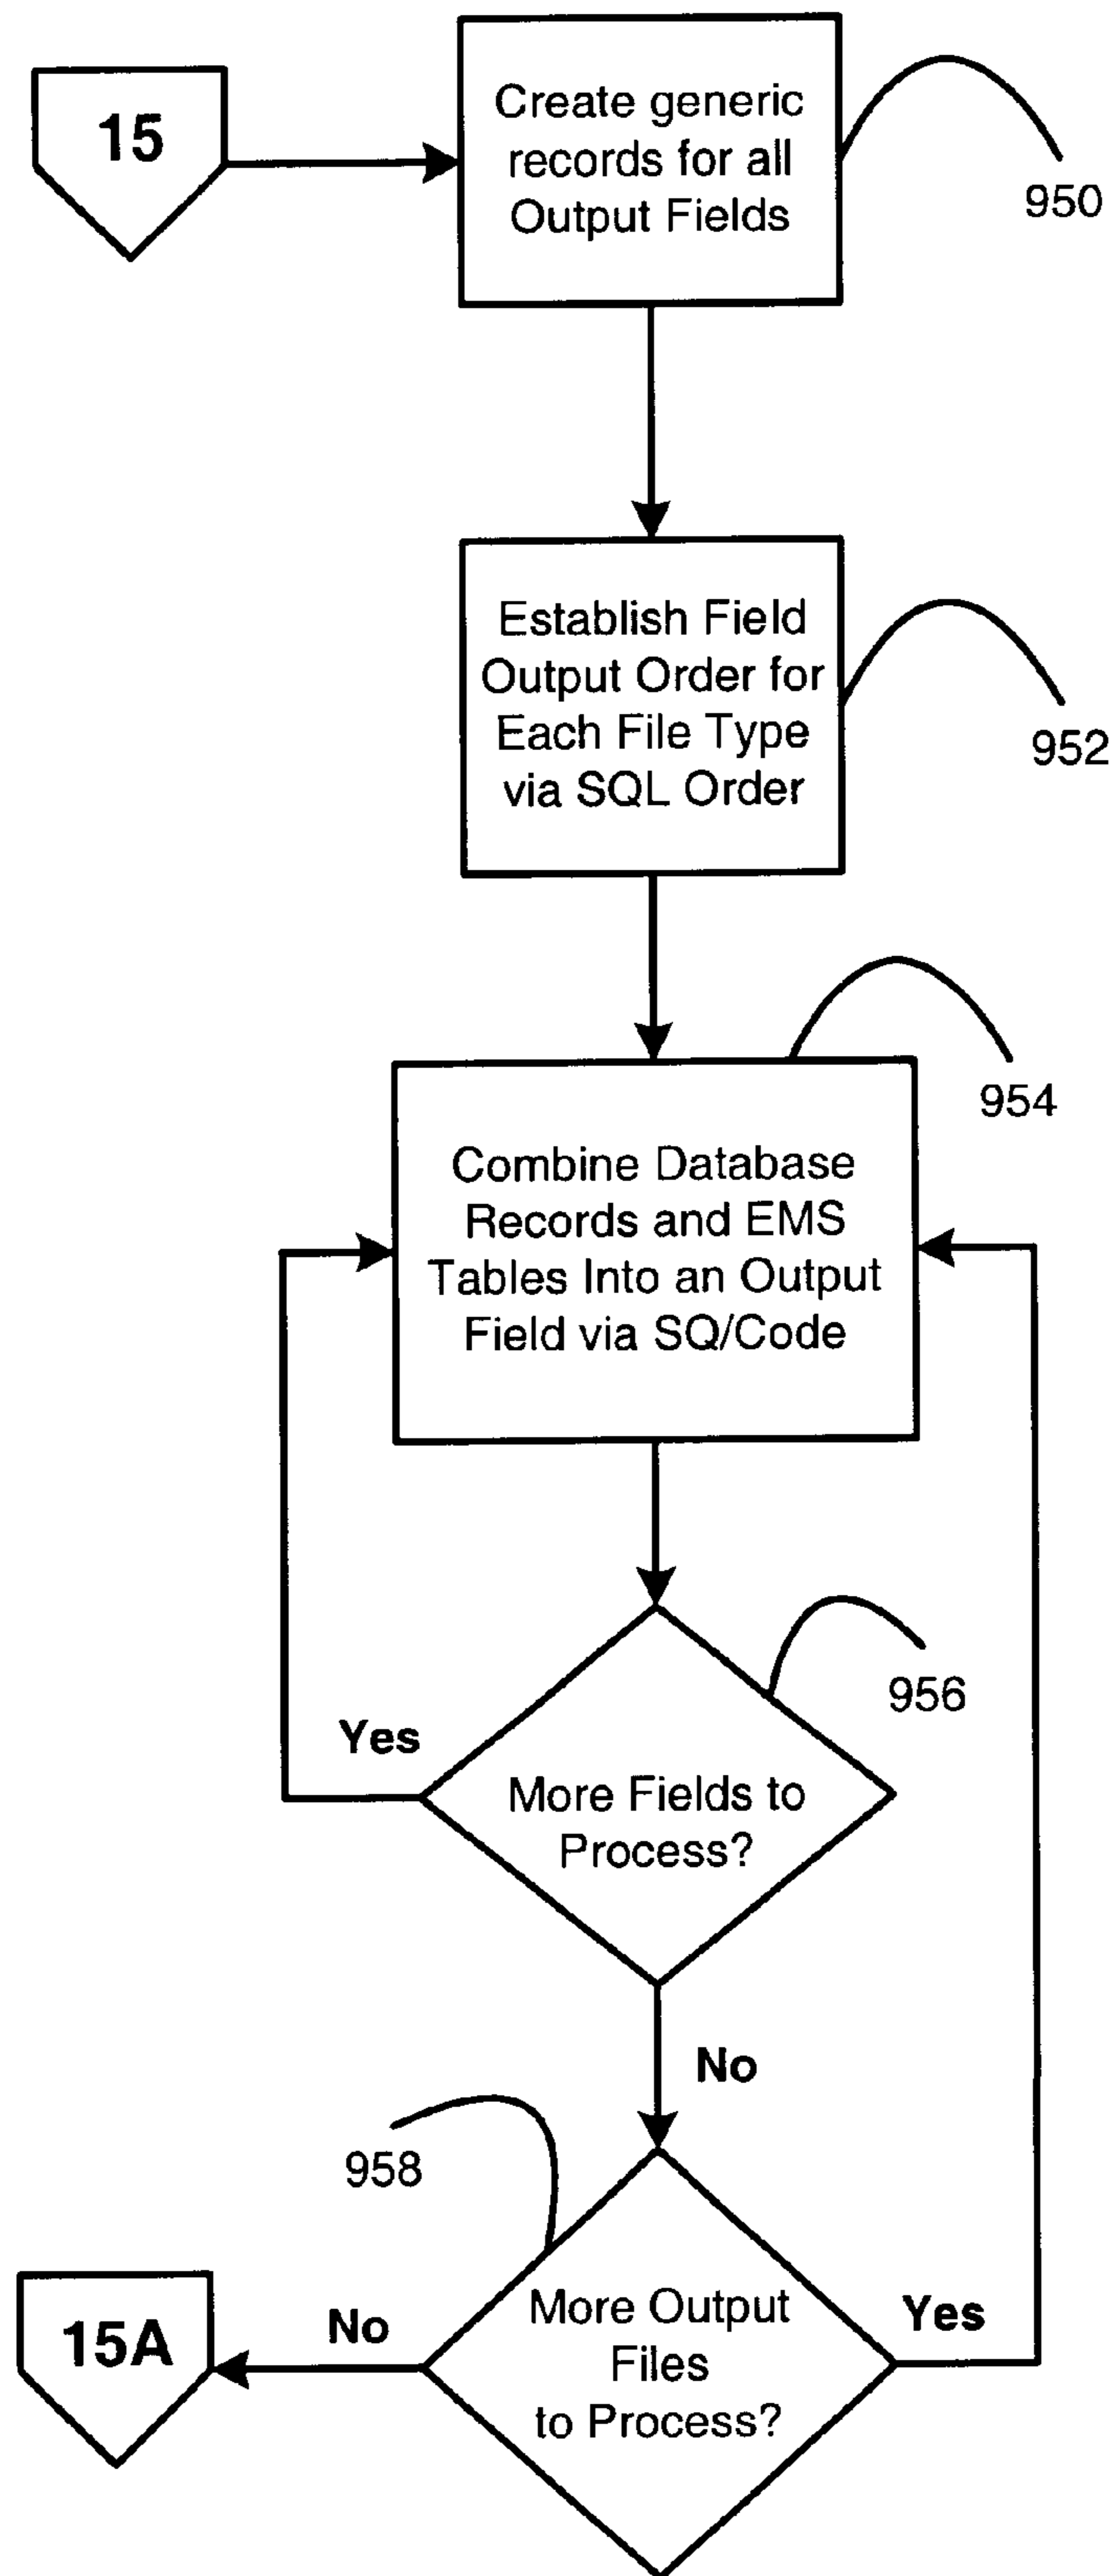 15
Create generic
records for all
Output Fields
950
Establish Field
Output Order for
Each File Type
via SQL Order
952
954
Combine Database
Records and EMS
Tables Into an Output
Field via SQ/Code
956
Yes
More Fields to
Process?
No
958
15A
No
More Output
Files
to Process?
Yes